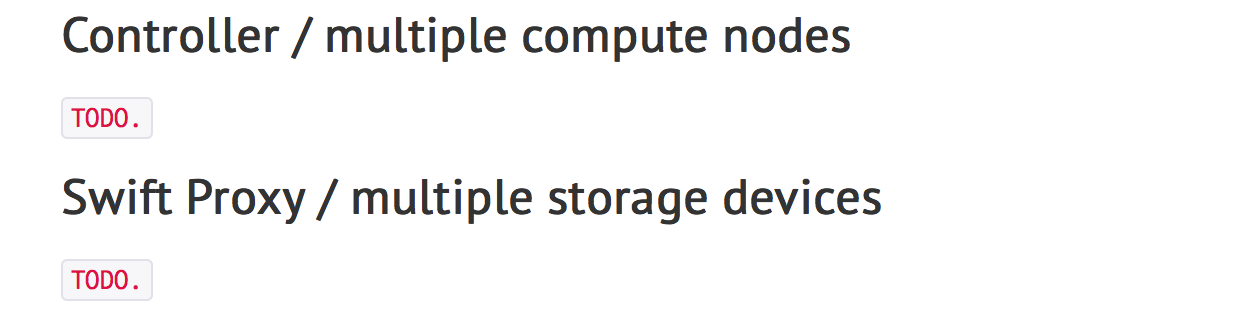 Controller / multiple compute nodes
TODO.
Swift Proxy / multiple storage devices
TODO.